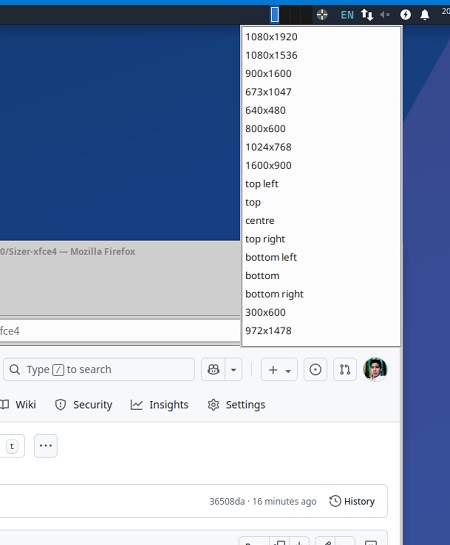 EN
20
1080x1920
1080x1536
900x1600
673x1047
640x480
800x600
1024x768
1600x900
top left
top
centre
top right
bottom left
bottom
bottom right
300x600
972x1478
0/Sizer-xfce4 — Mozilla Firefox
fce4
Type / to search
Wiki Security Insights Settings
t
36508da · 16 minutes ago History